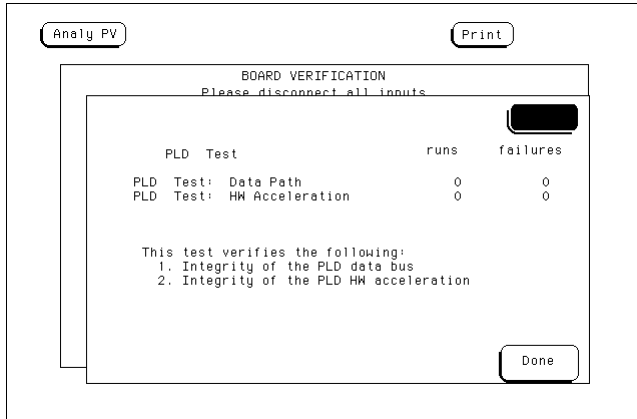 Analy PV Print
BOARD VERIFICATION
Please disconnect all inputs
PLD Test runs failures
PLD Test: Data Path 0 0
PLD Test: HW Acceleration 0 0
This test verifies the following:
1. Integrity of the PLD data bus
2. Integrity of the PLD HW acceleration
Done